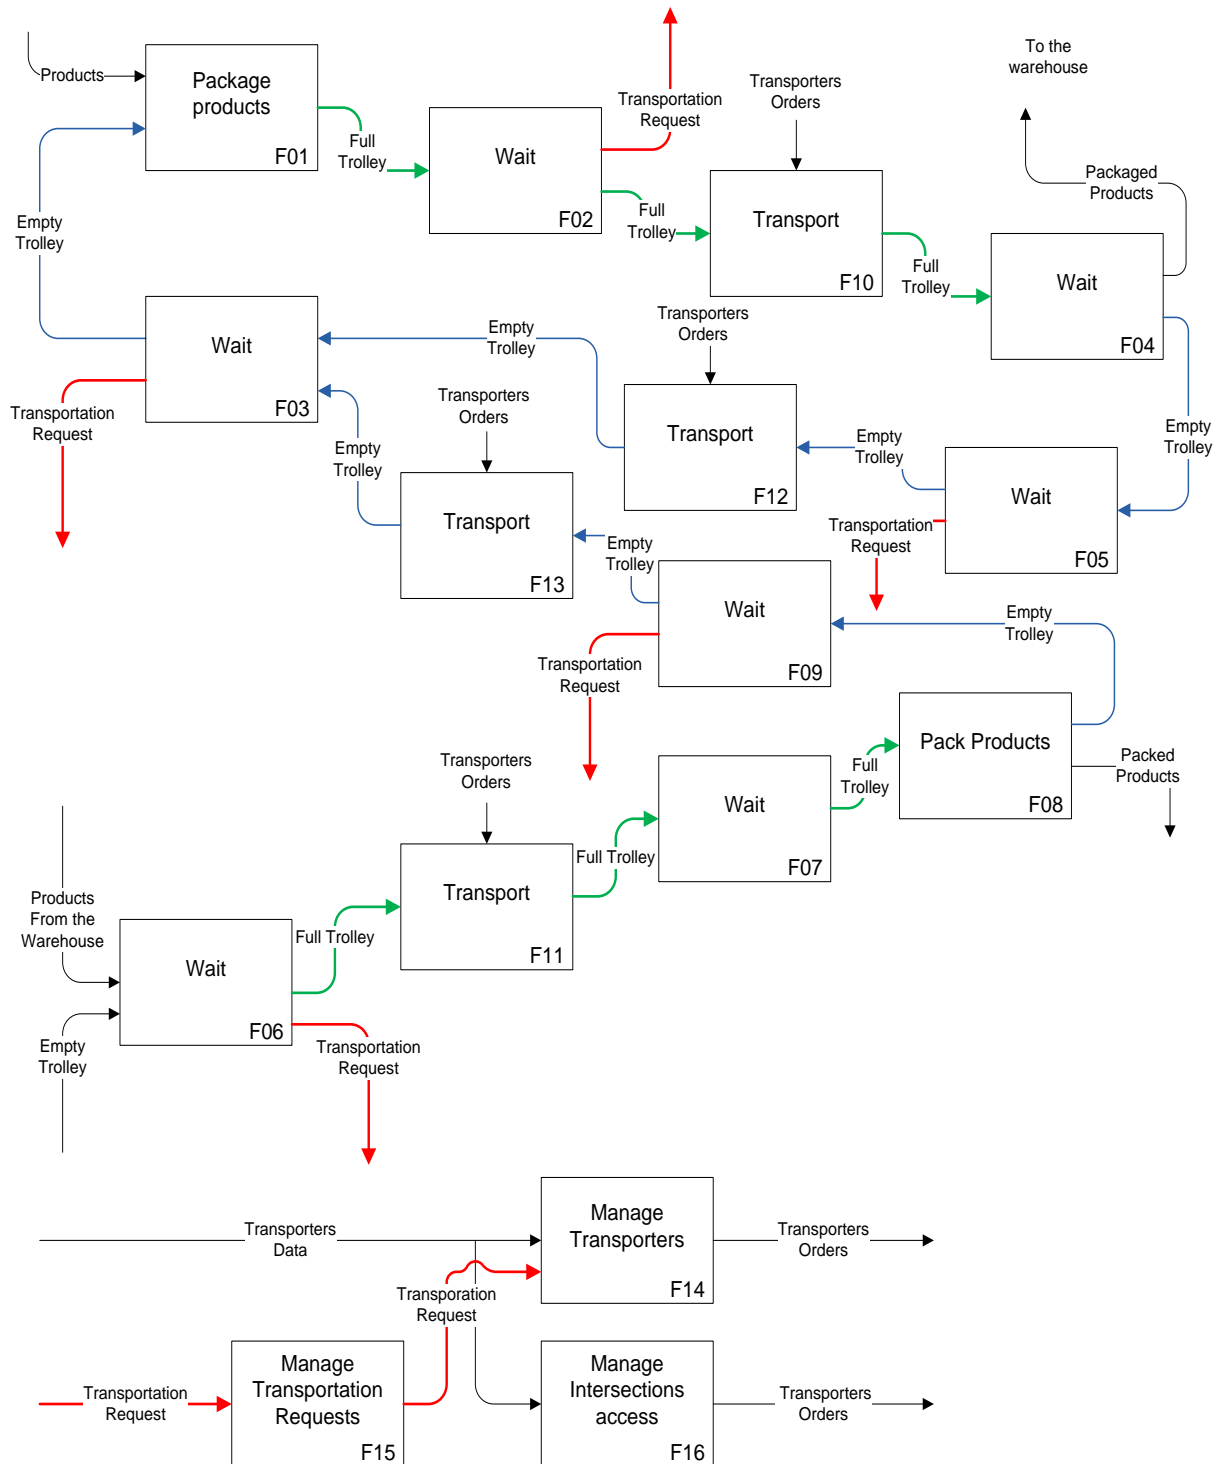 Products
Package
products
F01
Full
Trolley
Transportation
Request
Wait
F02
Full
Trolley
Transporters
Orders
Transport
F10
Full
Trolley
To the
warehouse
Packaged
Products
Wait
F04
Empty
Trolley
Empty
Trolley
Wait
F03
Transportation
Request
Empty
Trolley
Transporters
Orders
Transport
F12
Empty
Trolley
Empty
Trolley
Wait
F05
Transportation
Request
Transporters
Orders
Empty
Trolley
Transport
F13
Empty
Trolley
Wait
F09
Empty
Trolley
Transportation
Request
Pack Products
F08
Packed
Products
Full
Trolley
Wait
F07
Transporters
Orders
Full Trolley
Transport
F11
Products
From the
Warehouse
Full Trolley
Wait
F06
Empty
Trolley
Transportation
Request
Transporters
Data
Manage
Transporters
F14
Transporters
Orders
Transporation
Request
Transportation
Request
Manage
Transportation
Requests
F15
Manage
Intersections
access
F16
Transporters
Orders